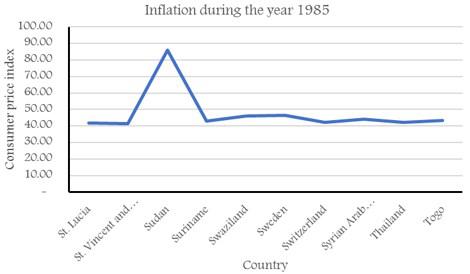 Inflation during the year 1985
Consumer price index
100.00
90.00
80.00
70.00
60.00
50.00
40.00
30.00
20.00
10.00
-
St. Lucia
St. Vincent and…
Sudan
Suriname
Swaziland
Sweden
Switzerland
Syrian Arab…
Thailand
Togo
Country